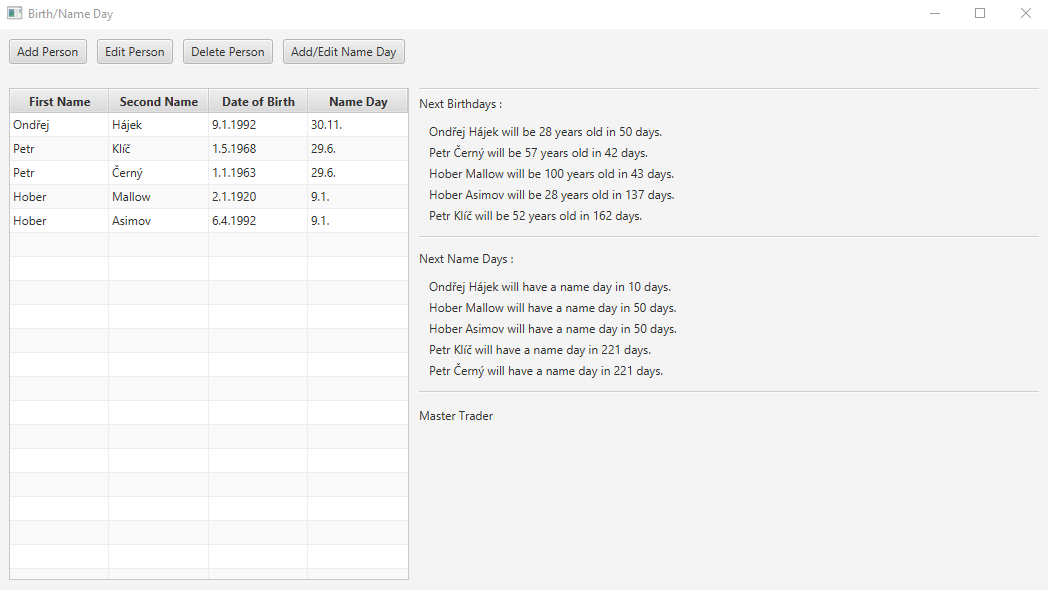 Birth/Name Day
Add Person Edit Person Delete Person Add/Edit Name Day
First Name Second Name Date of Birth Name Day
Ondřej Hájek 9.1.1992 30.11.
Petr Klíč 1.5.1968 29.6.
Petr Černý 1.1.1963 29.6.
Hober Mallow 2.1.1920 9.1.
Hober Asimov 6.4.1992 9.1.
Next Birthdays :
Ondřej Hájek will be 28 years old in 50 days.
Petr Černý will be 57 years old in 42 days.
Hober Mallow will be 100 years old in 43 days.
Hober Asimov will be 28 years old in 137 days.
Petr Klíč will be 52 years old in 162 days.
Next Name Days :
Ondřej Hájek will have a name day in 10 days.
Hober Mallow will have a name day in 50 days.
Hober Asimov will have a name day in 50 days.
Petr Klíč will have a name day in 221 days.
Petr Černý will have a name day in 221 days.
Master Trader